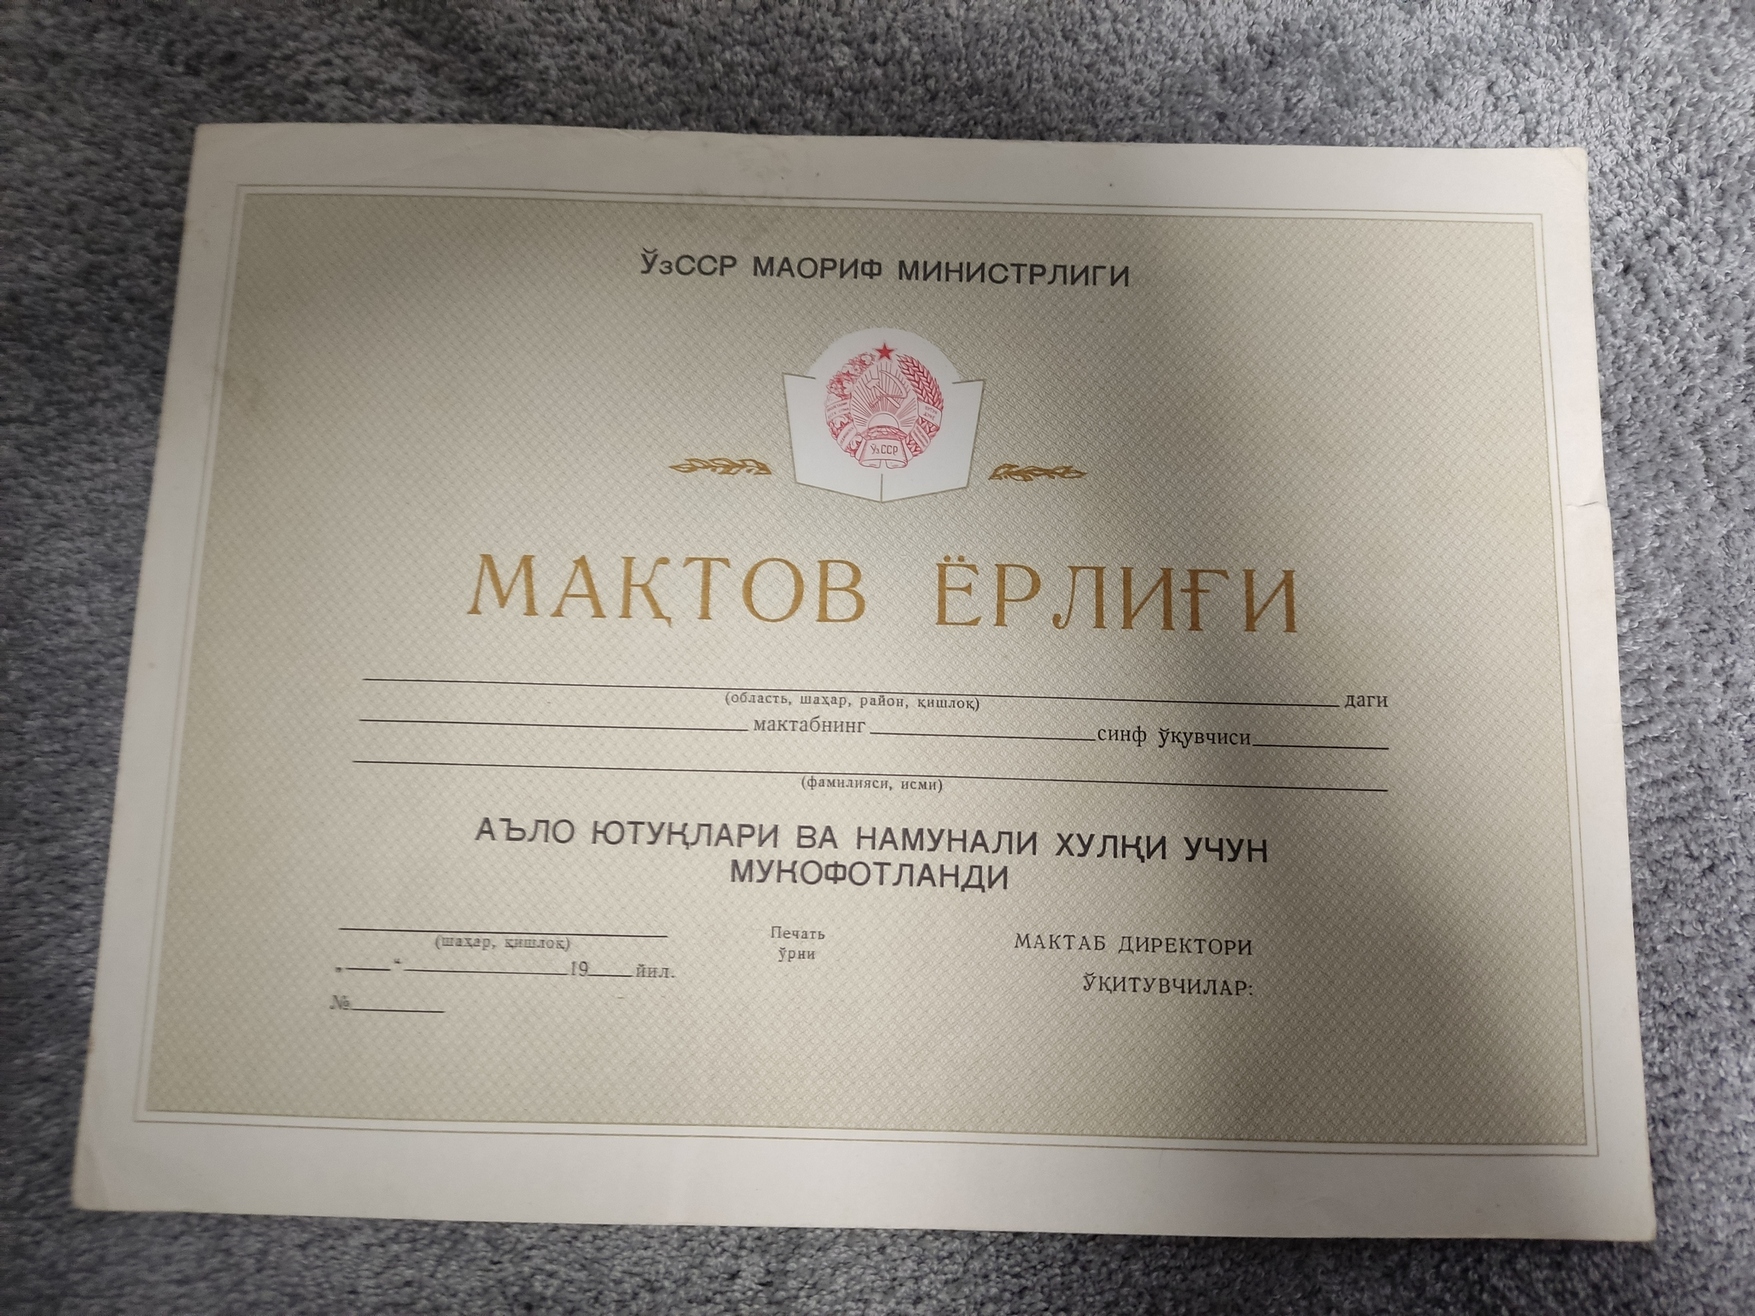 ЎзССР МАОРИФ МИНИСТРЛИГИ
ЎзССР
МАҚТОВ ЁРЛИҒИ
даги
(область, шаҳар, район, қишлоқ)
мактабнинг синф ўқувчиси
(фамилияси, исми)
АЪЛО ЮТУҚЛАРИ ВА НАМУНАЛИ ХУЛҚИ УЧУН
МУКОФОТЛАНДИ
(шаҳар, қишлоқ)
„ “ 19 йил.
№
Печать
ўрни
МАКТАБ ДИРЕКТОРИ
ЎҚИТУВЧИЛАР: